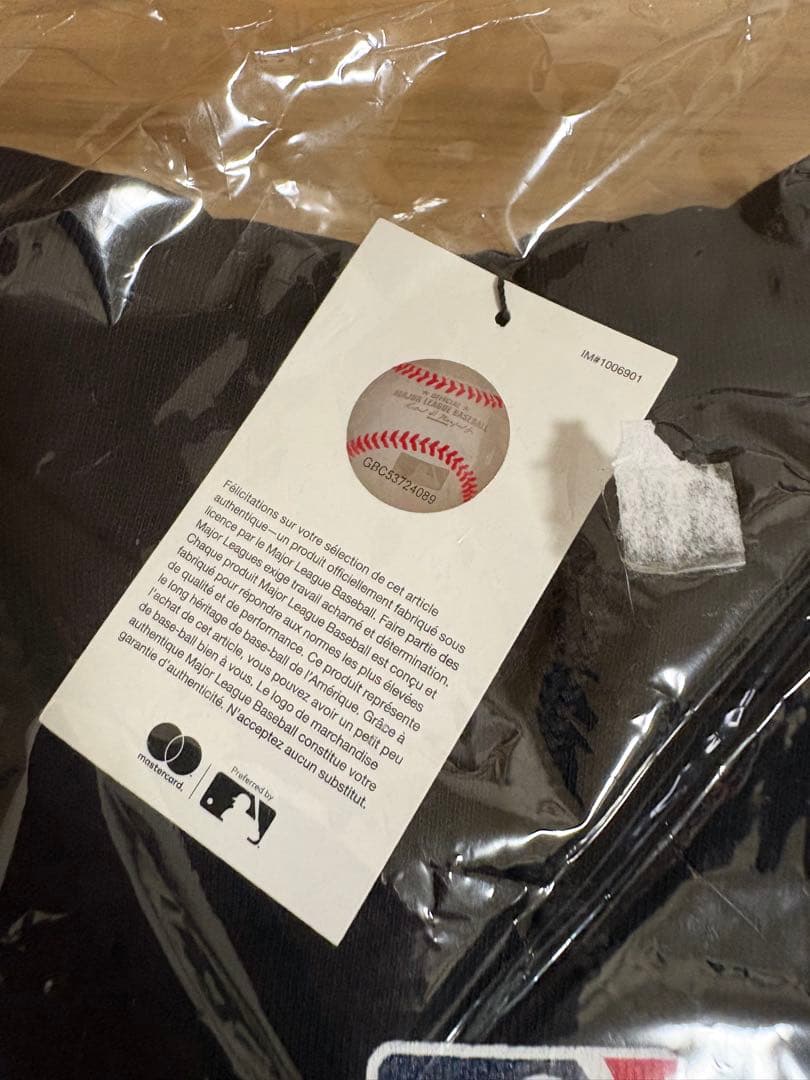 IM#1006901
OFFICIAL
MAJOR LEAGUE BASEBALL
GBC53724089
Félicitations sur votre sélection de cet article
authentique—un produit officiellement fabriqué sous
licence par le Major League Baseball. Faire partie des
Major Leagues exige travail acharné et détermination.
Chaque produit Major League Baseball est conçu et
fabriqué pour répondre aux normes les plus élevées
de qualité et de performance. Ce produit représente
le long héritage de base-ball de l'Amérique. Grâce à
l'achat de cet article, vous pouvez avoir un petit peu
de base-ball bien à vous. Le logo de marchandise
authentique Major League Baseball constitue votre
garantie d'authenticité. N'acceptez aucun substitut.
mastercard.
Preferred by